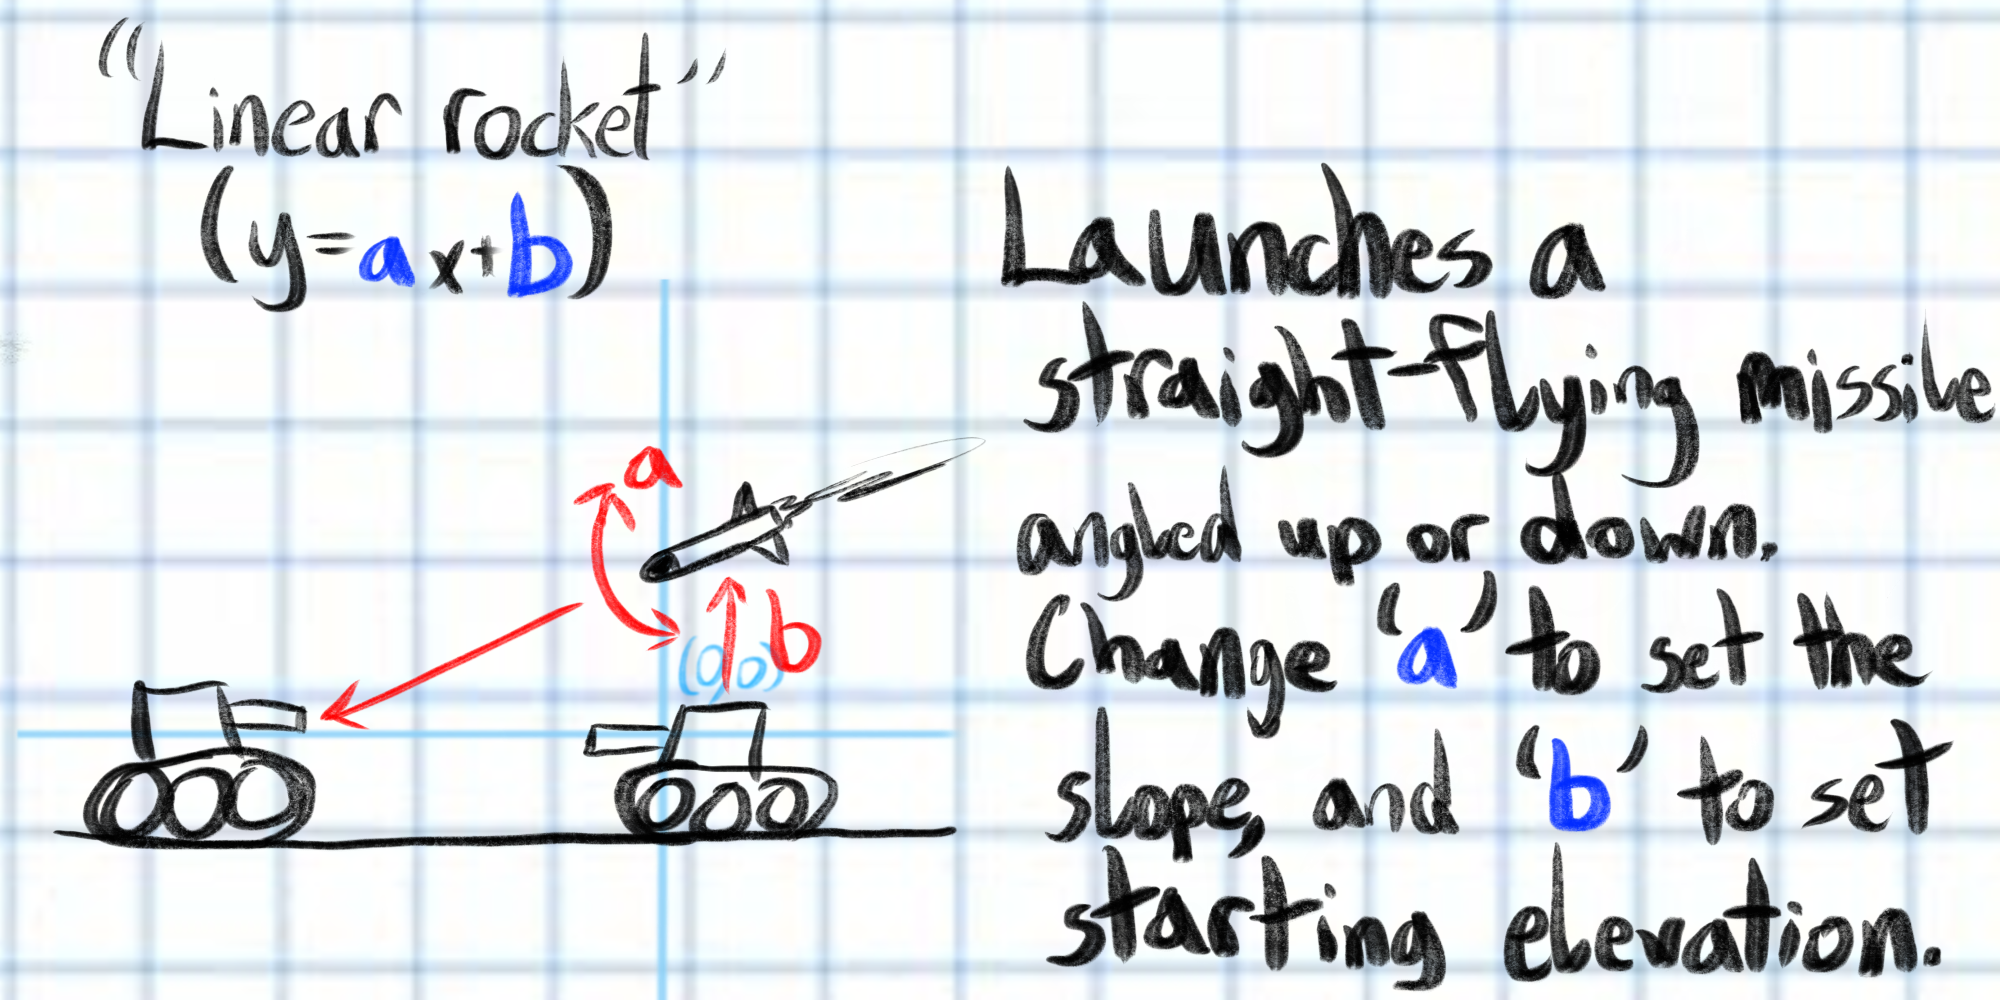 "Linear rocket"
(y=ax+b)
Launches a
straight-flying missile
angled up or down.
Change 'a' to set the
slope, and 'b' to set
starting elevation.
a
b
(0,0)